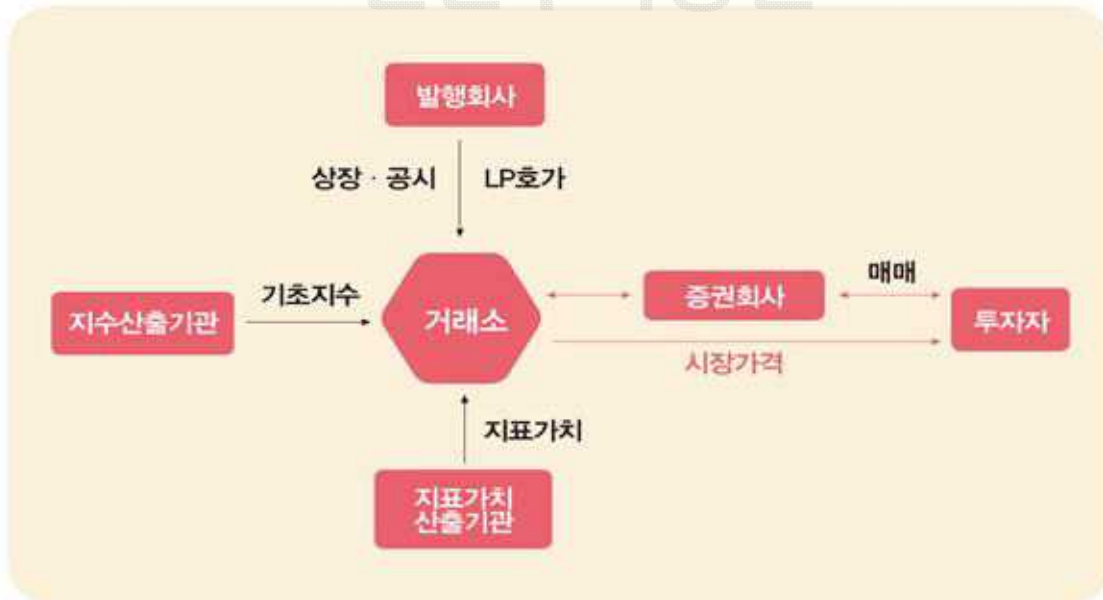 발행회사
상장 · 공시
LP호가
지수산출기관
기초지수
거래소
증권회사
매매
투자자
시장가격
지표가치
지표가치
산출기관